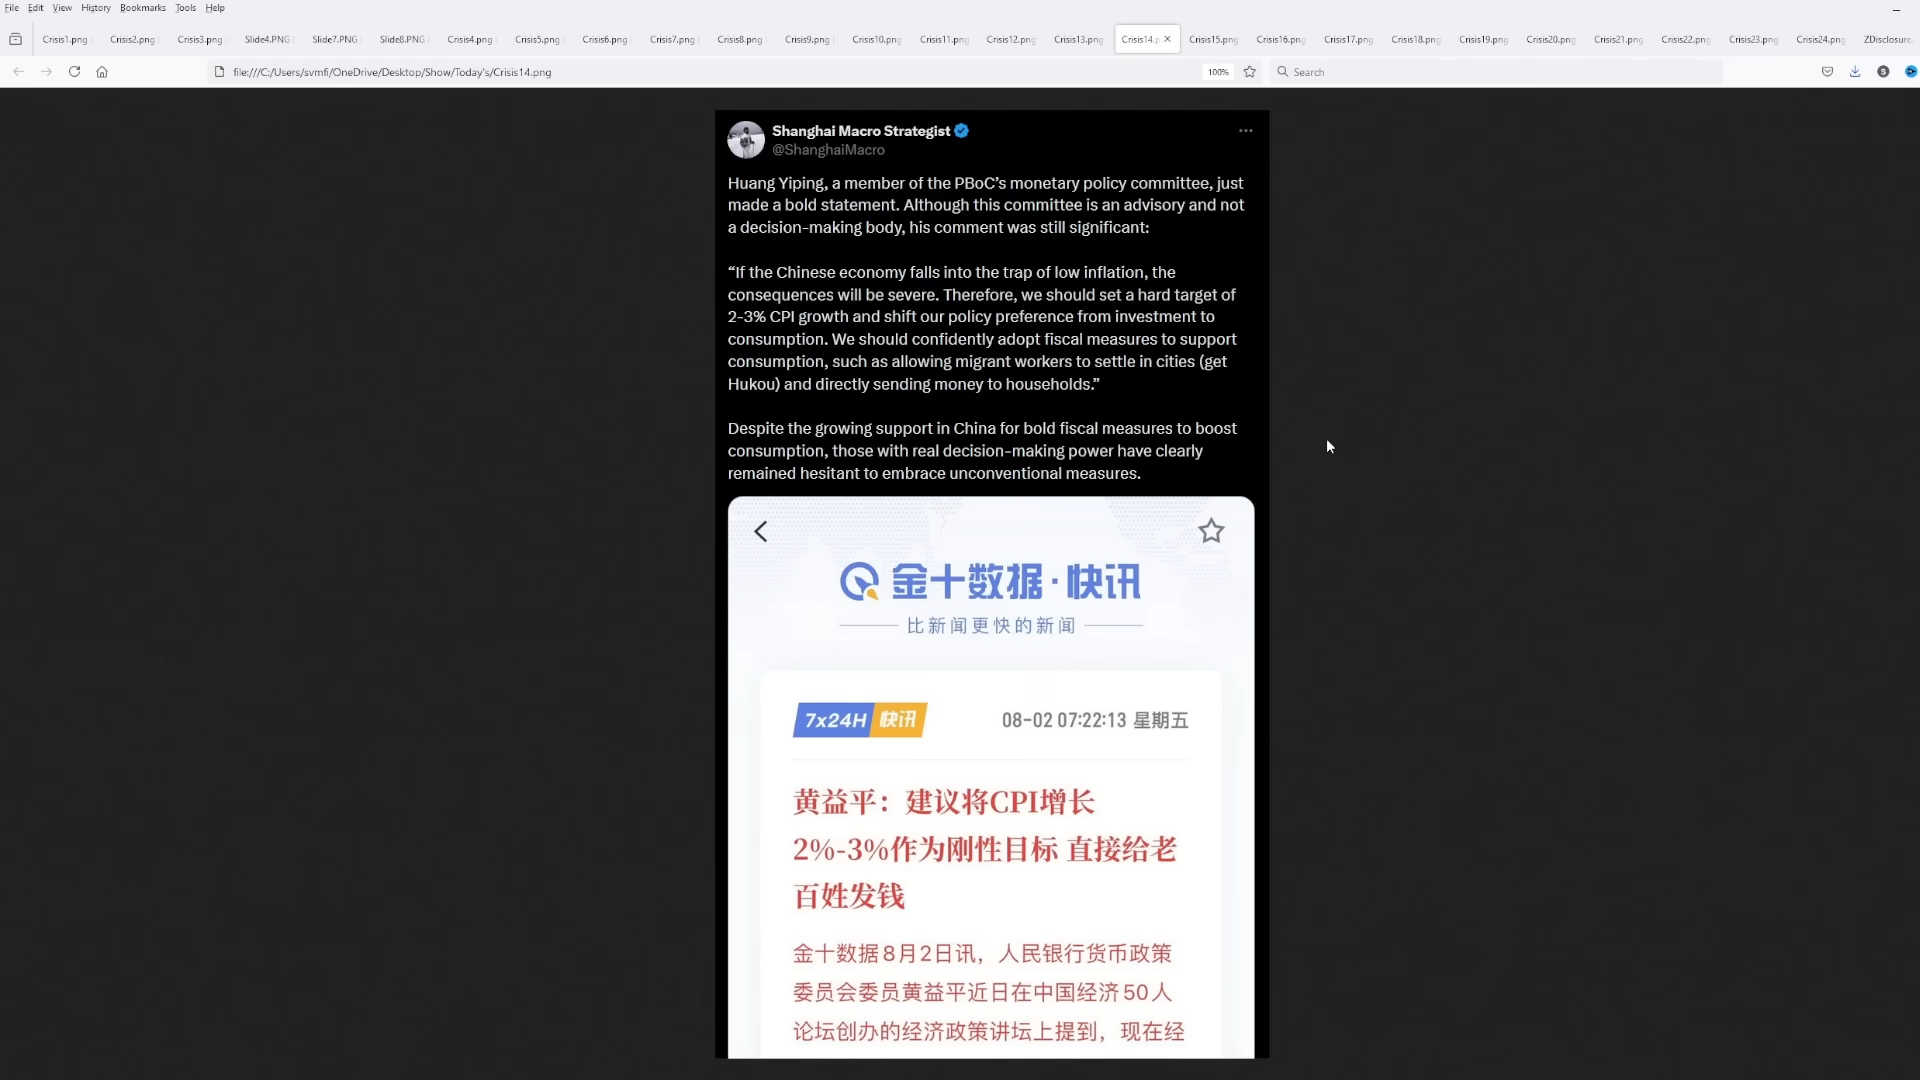 File Edit View History Bookmarks Tools Help
Crisis1.png Crisis2.png Crisis3.png Slide4.PNG Slide7.PNG Slide8.PNG Crisis4.png Crisis5.png Crisis6.png Crisis7.png Crisis8.png Crisis9.png Crisis10.png Crisis11.png Crisis12.png Crisis13.png Crisis14.p Crisis15.png Crisis16.png Crisis17.png Crisis18.png Crisis19.png Crisis20.png Crisis21.png Crisis22.png Crisis23.png Crisis24.png ZDisclosure.
file:///C:/Users/svmfi/OneDrive/Desktop/Show/Today's/Crisis14.png 100% Search S
Shanghai Macro Strategist
@ShanghaiMacro
Huang Yiping, a member of the PBoC’s monetary policy committee, just
made a bold statement. Although this committee is an advisory and not
a decision-making body, his comment was still significant:
“If the Chinese economy falls into the trap of low inflation, the
consequences will be severe. Therefore, we should set a hard target of
2-3% CPI growth and shift our policy preference from investment to
consumption. We should confidently adopt fiscal measures to support
consumption, such as allowing migrant workers to settle in cities (get
Hukou) and directly sending money to households.”
Despite the growing support in China for bold fiscal measures to boost
consumption, those with real decision-making power have clearly
remained hesitant to embrace unconventional measures.
金十数据·快讯
比新闻更快的新闻
7x24H 快讯 08-02 07:22:13 星期五
黄益平：建议将CPI增长
2%-3%作为刚性目标 直接给老
百姓发钱
金十数据8月2日讯，人民银行货币政策
委员会委员黄益平近日在中国经济50人
论坛创办的经济政策讲坛上提到，现在经